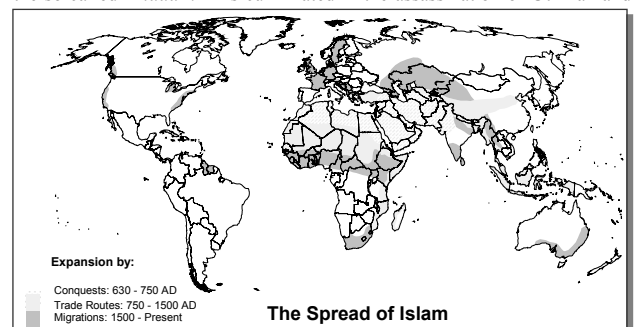 Expansion by:
Conquests: 630 - 750 AD
Trade Routes: 750 - 1500 AD
Migrations: 1500 - Present
The Spread of Islam